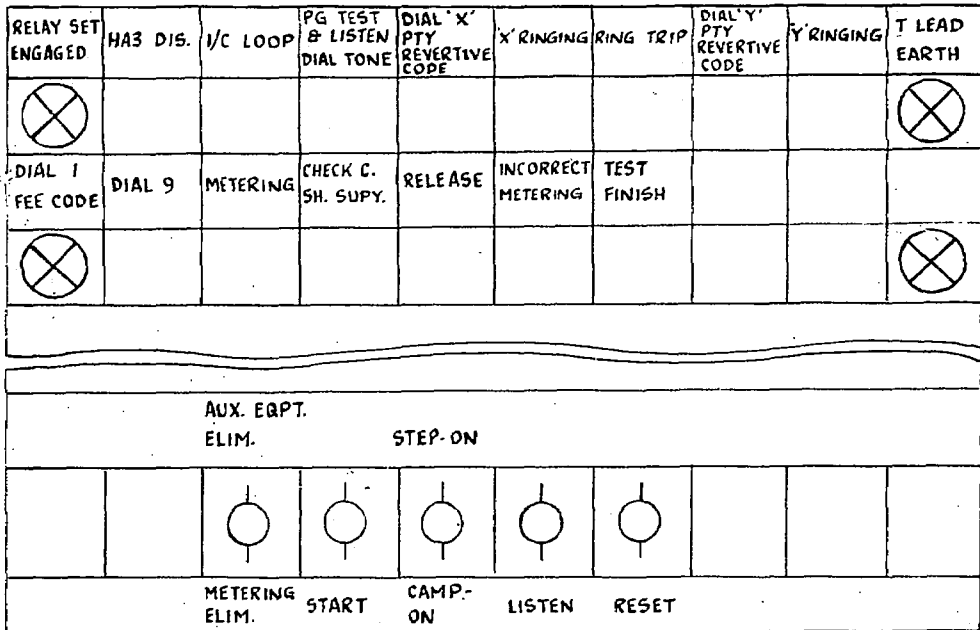 RELAY SET
ENGAGED
HA3 DIS.
I/C LOOP
PG TEST
& LISTEN
DIAL TONE
DIAL 'X'
PTY
REVERTIVE
CODE
'X' RINGING
RING TRIP
DIAL 'Y'
PTY
REVERTIVE
CODE
'Y' RINGING
T LEAD
EARTH
DIAL 1
FEE CODE
DIAL 9
METERING
CHECK C.
SH. SUPY.
RELEASE
INCORRECT
METERING
TEST
FINISH
AUX. EQPT.
ELIM.
STEP-ON
METERING
ELIM.
START
CAMP.-
ON
LISTEN
RESET